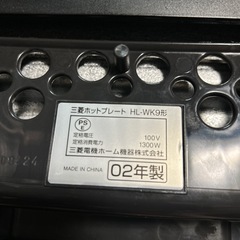 三菱ホットプレート HL-WK9形
PS
E
定格電圧 100V
定格消費電力 1300W
三菱電機ホーム機器株式会社
MADE IN CHINA
02年製